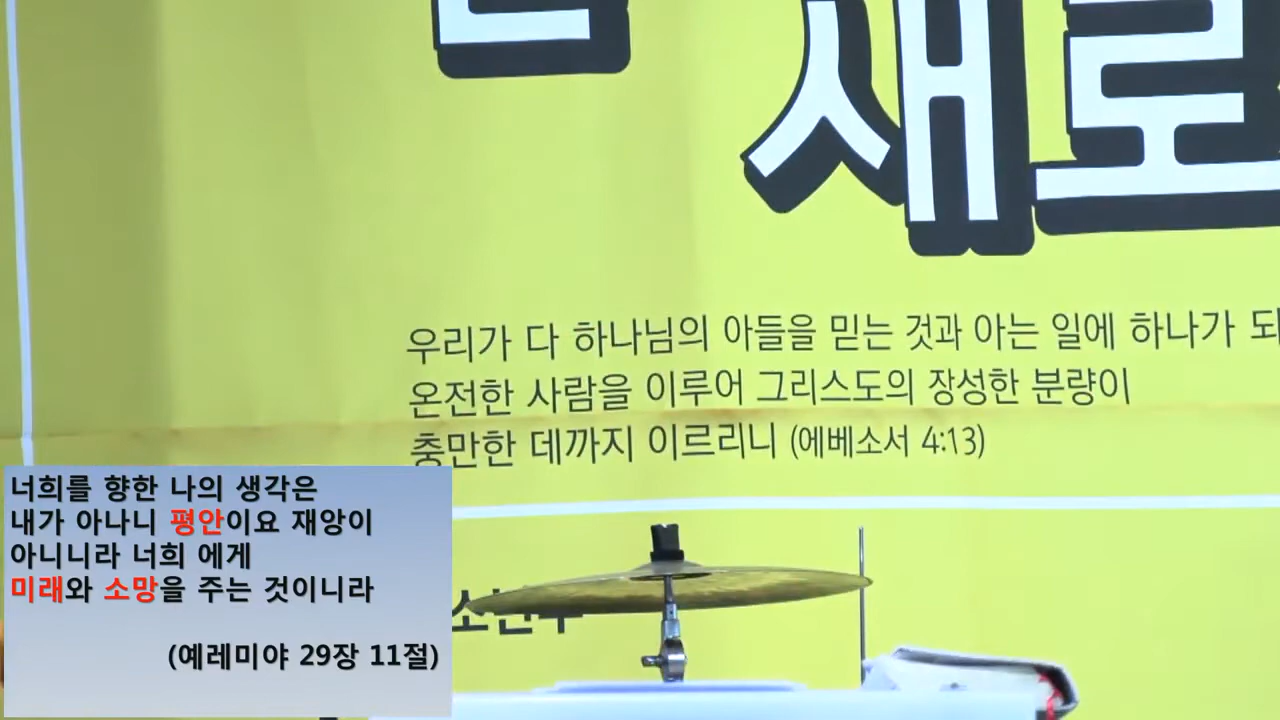 새로
우리가 다 하나님의 아들을 믿는 것과 아는 일에 하나가 되
온전한 사람을 이루어 그리스도의 장성한 분량이
충만한 데까지 이르리니 (에베소서 4:13)
너희를 향한 나의 생각은
내가 아나니 평안이요 재앙이
아니니라 너희 에게
미래와 소망을 주는 것이니라
(예레미야 29장 11절)